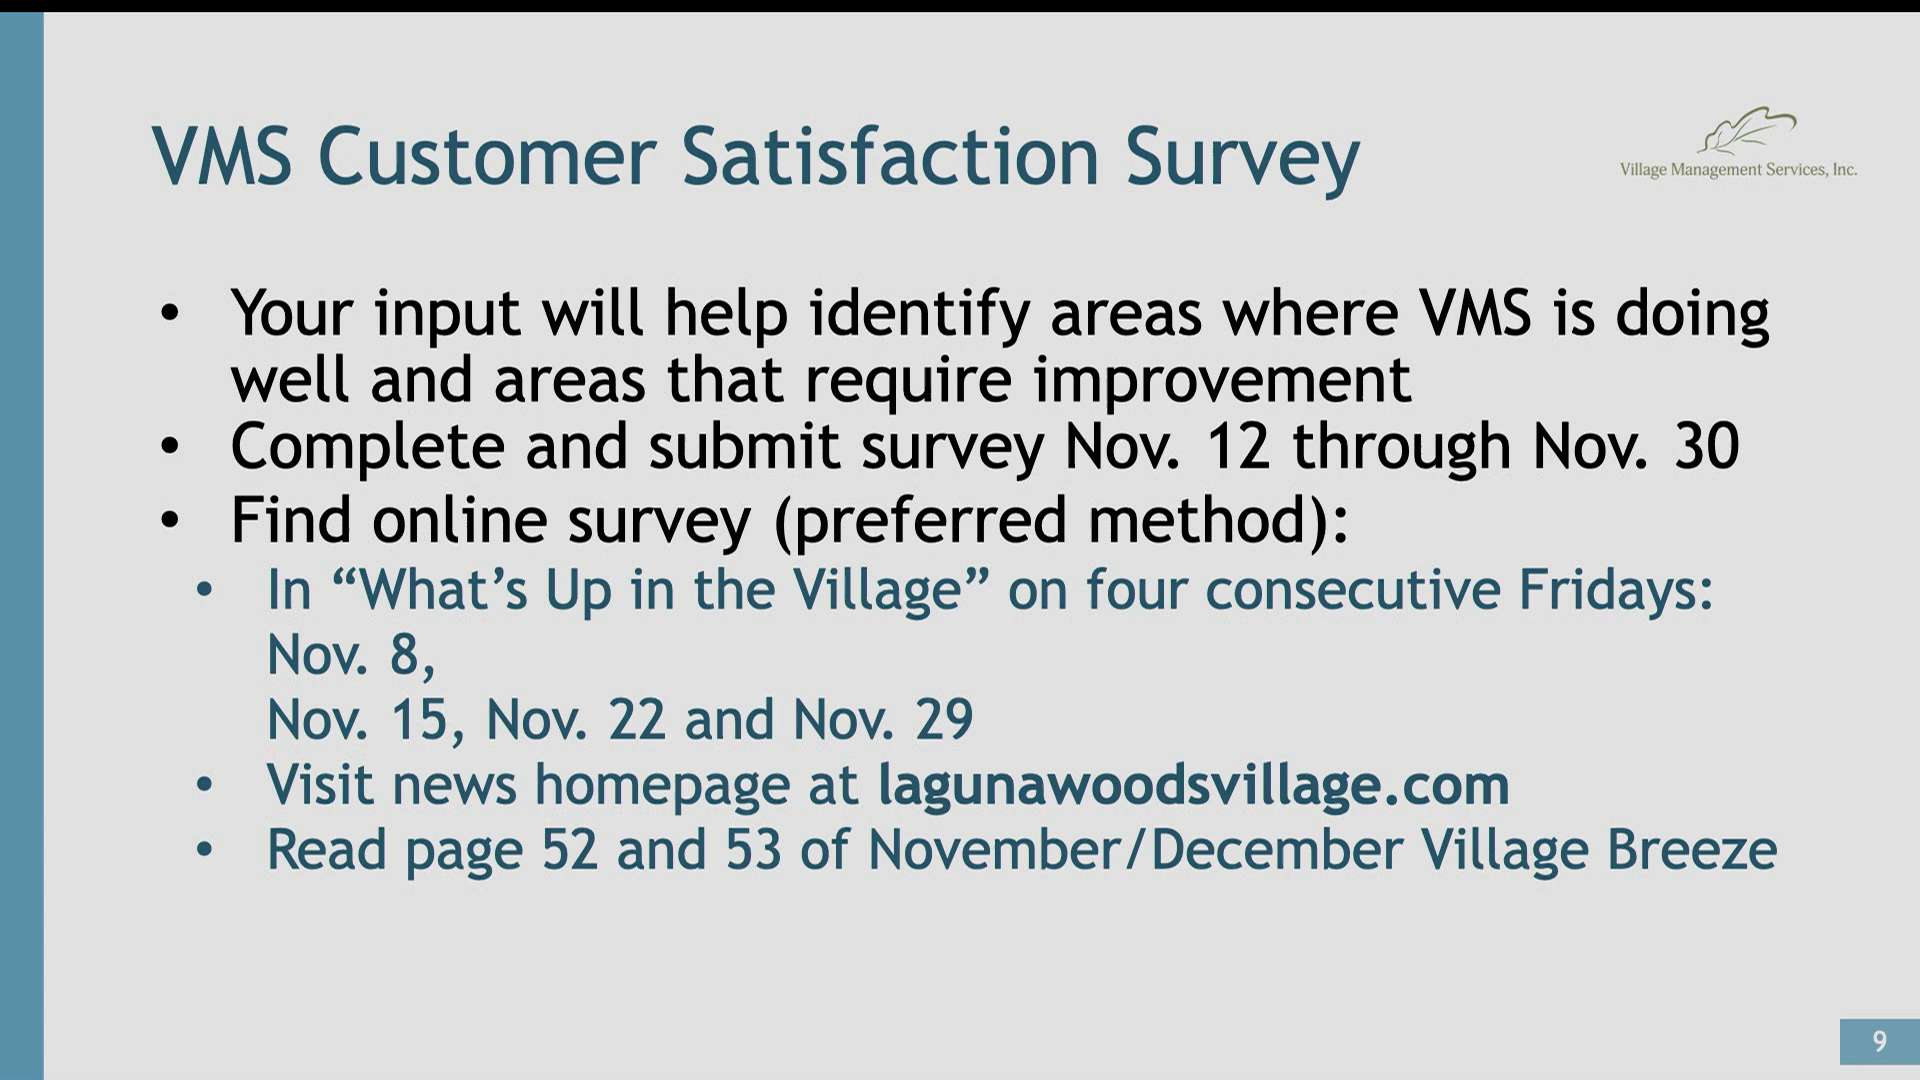 VMS Customer Satisfaction Survey
Village Management Services, Inc.
• Your input will help identify areas where VMS is doing
well and areas that require improvement
• Complete and submit survey Nov. 12 through Nov. 30
• Find online survey (preferred method):
• In “What’s Up in the Village” on four consecutive Fridays:
Nov. 8,
Nov. 15, Nov. 22 and Nov. 29
• Visit news homepage at lagunawoodsvillage.com
• Read page 52 and 53 of November/December Village Breeze
9